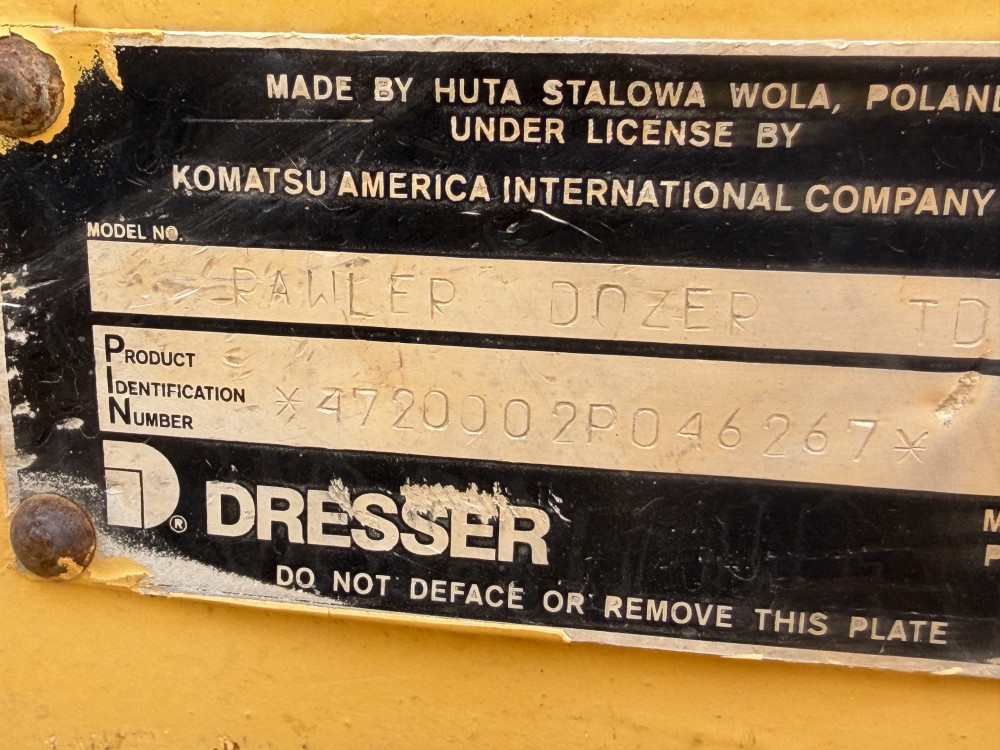 MADE BY HUTA STALOWA WOLA, POLAN
UNDER LICENSE BY
KOMATSU AMERICA INTERNATIONAL COMPANY
MODEL NO.
RAWLER DOZER TD
PRODUCT
IDENTIFICATION
NUMBER
*4720002P046267*
D ® DRESSER
DO NOT DEFACE OR REMOVE THIS PLATE